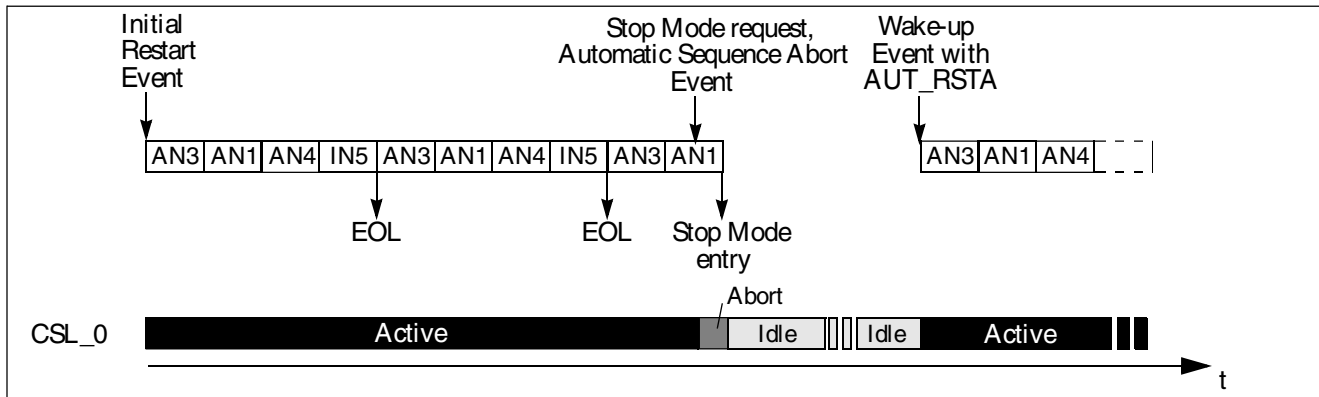 Initial
Restart
Event
Stop Mode request,
Automatic Sequence Abort
Event
Wake-up
Event with
AUT_RSTA
AN3 AN1 AN4 IN5 AN3 AN1 AN4 IN5 AN3 AN1
AN3 AN1 AN4
EOL
EOL
Stop Mode
entry
Abort
CSL_0
Active
Idle
Idle
Active
t